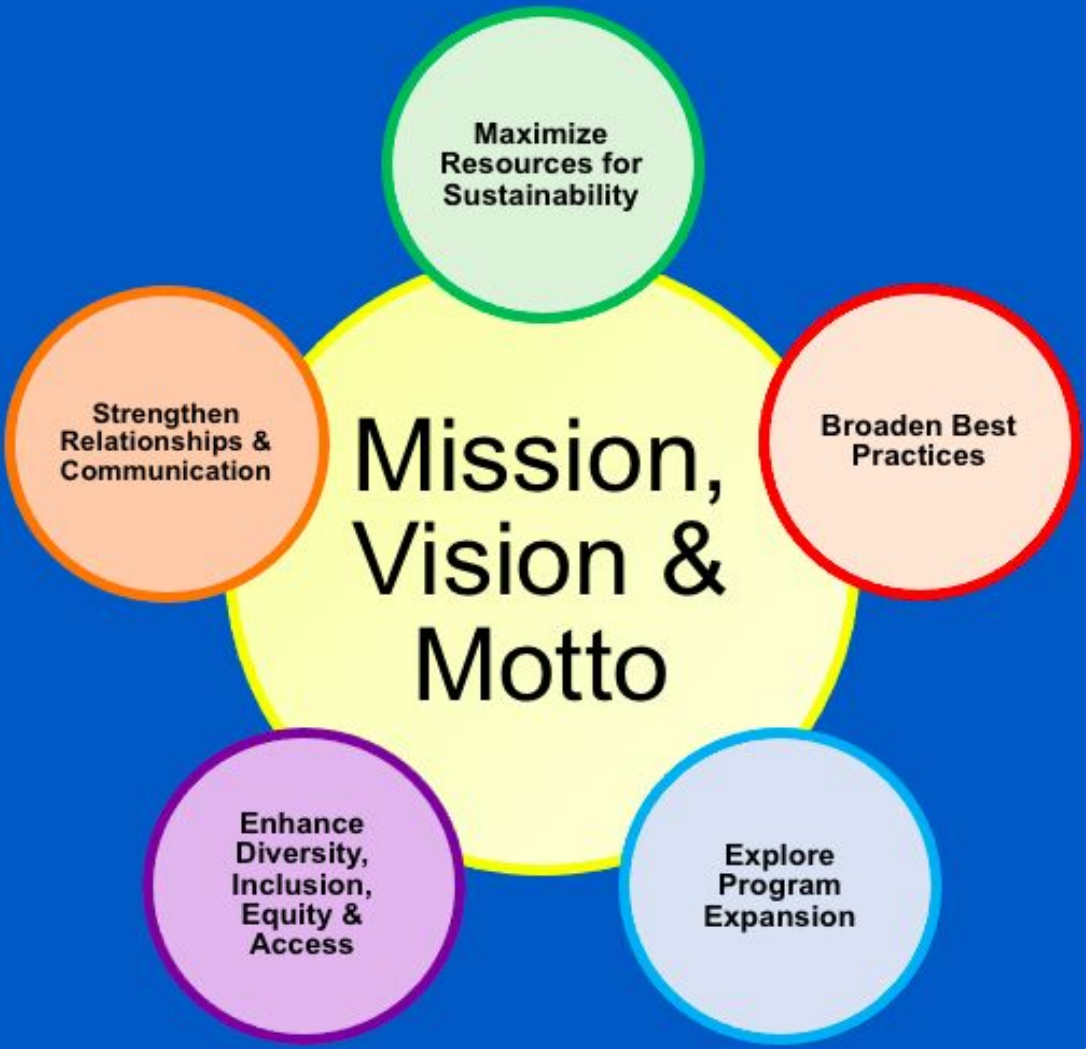 Maximize
Resources for
Sustainability
Broaden Best
Practices
Strengthen
Relationships &
Communication
Mission,
Vision &
Motto
Enhance
Diversity,
Inclusion,
Equity &
Access
Explore
Program
Expansion